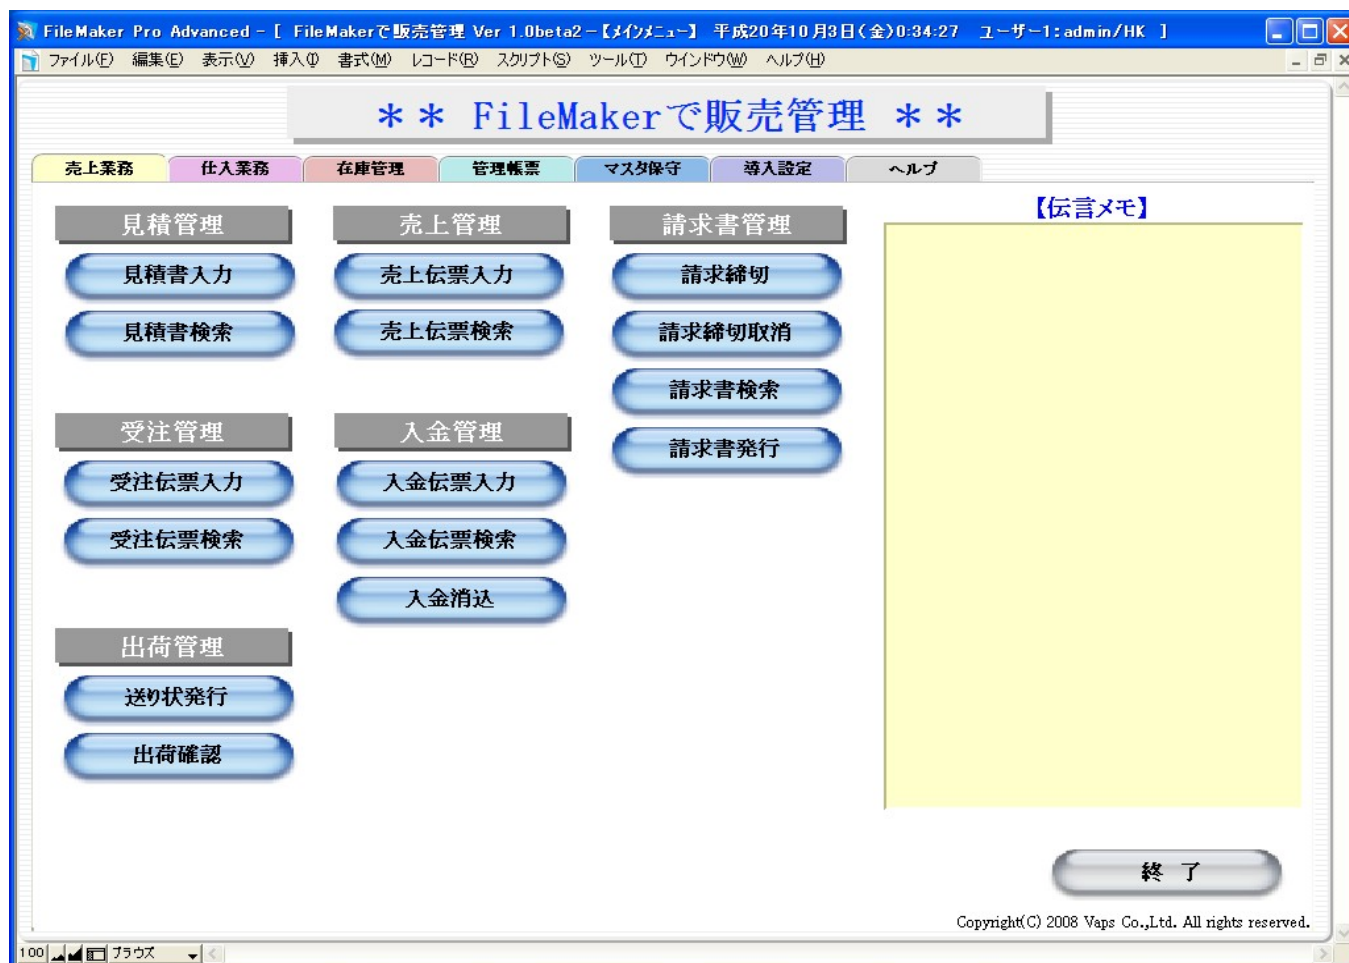 FileMaker Pro Advanced - [ FileMakerで販売管理 Ver 1.0beta2-【メインメニュー】 平成20年10月3日(金)0:34:27 ユーザー1:admin/HK ]
ファイル(F) 編集(E) 表示(V) 挿入(I) 書式(M) レコード(R) スクリプト(S) ツール(T) ウインドウ(W) ヘルプ(H)
** FileMakerで販売管理 **
売上業務 仕入業務 在庫管理 管理帳票 マスタ保守 導入設定 ヘルプ
見積管理
見積書入力
見積書検索
受注管理
受注伝票入力
受注伝票検索
出荷管理
送り状発行
出荷確認
売上管理
売上伝票入力
売上伝票検索
入金管理
入金伝票入力
入金伝票検索
入金消込
請求書管理
請求締切
請求締切取消
請求書検索
請求書発行
【伝言メモ】
終 了
Copyright(C) 2008 Vaps Co.,Ltd. All rights reserved.
100 ブラウズ